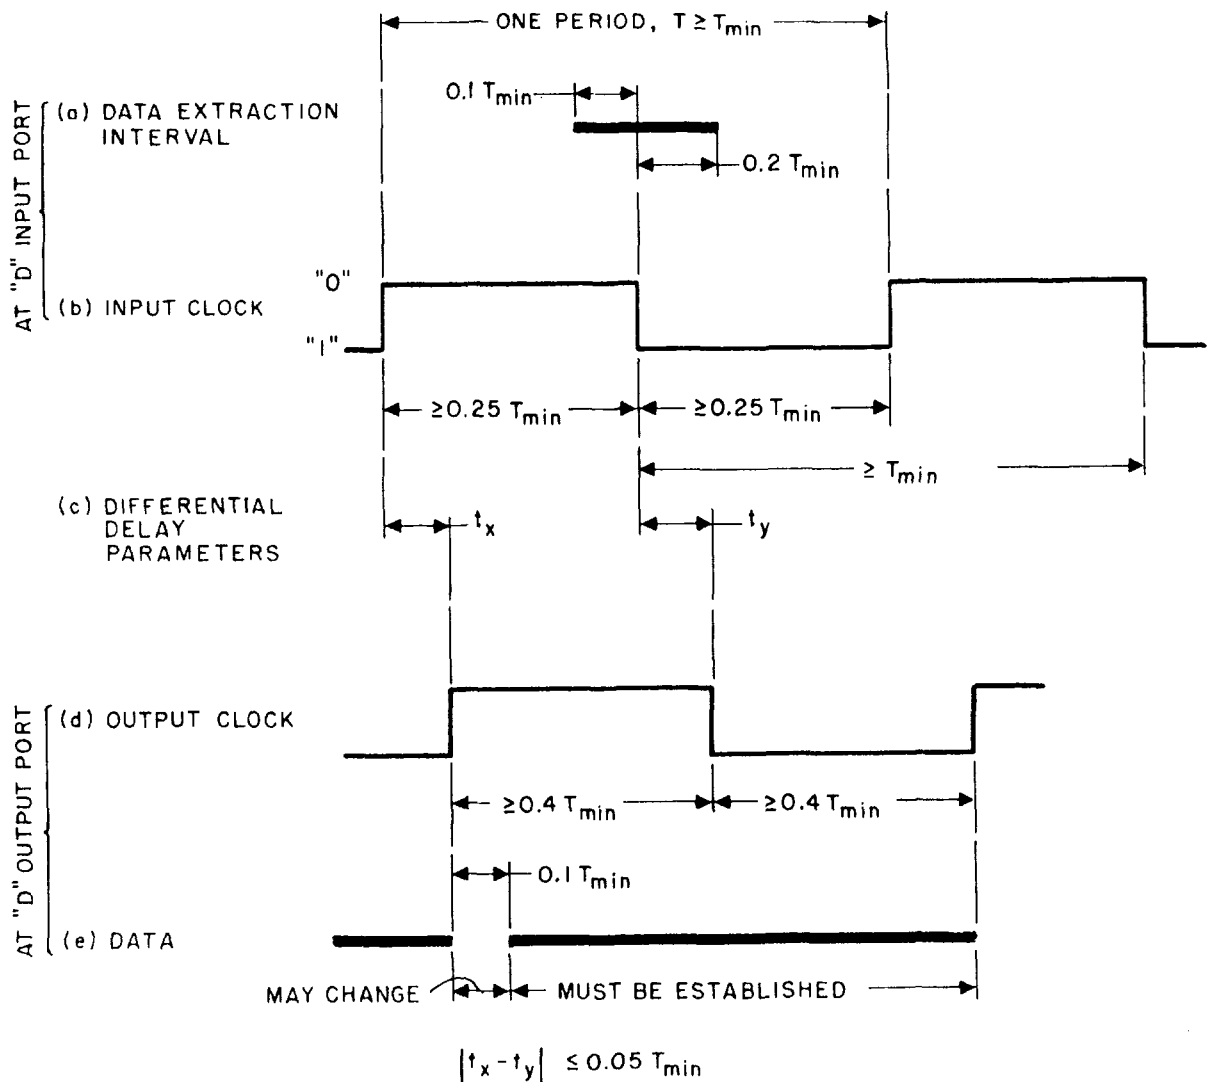 ONE PERIOD, T ≥ Tmin
AT "D" INPUT PORT
(a) DATA EXTRACTION
INTERVAL
0.1 Tmin
0.2 Tmin
"0"
(b) INPUT CLOCK
"1"
≥0.25 Tmin
≥0.25 Tmin
≥ Tmin
(c) DIFFERENTIAL
DELAY
PARAMETERS
tx
ty
AT "D" OUTPUT PORT
(d) OUTPUT CLOCK
≥0.4 Tmin
≥0.4 Tmin
0.1 Tmin
(e) DATA
MAY CHANGE
MUST BE ESTABLISHED
|tx - ty| ≤ 0.05 Tmin